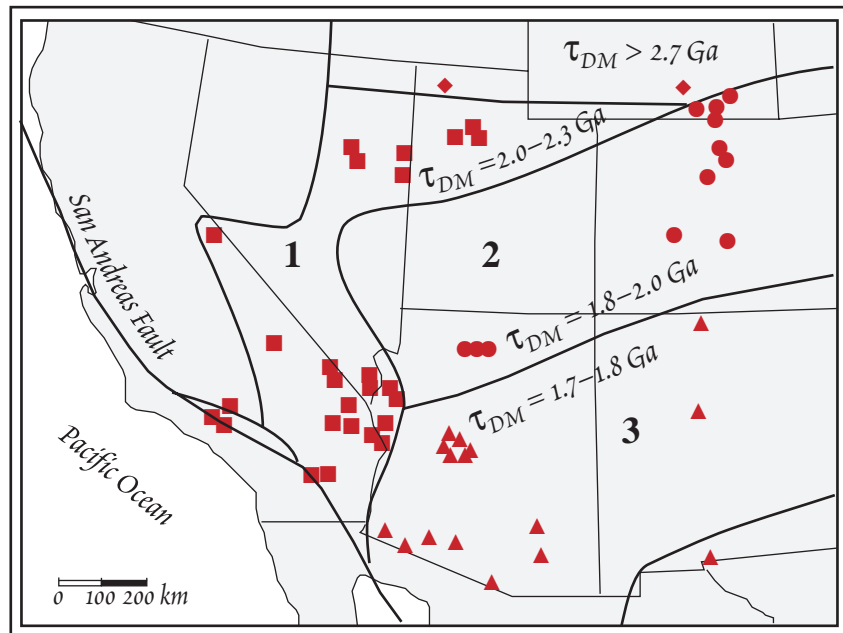 τDM > 2.7 Ga
τDM = 2.0–2.3 Ga
San Andreas Fault
1
2
τDM = 1.8–2.0 Ga
τDM = 1.7–1.8 Ga
3
Pacific Ocean
0 100 200 km